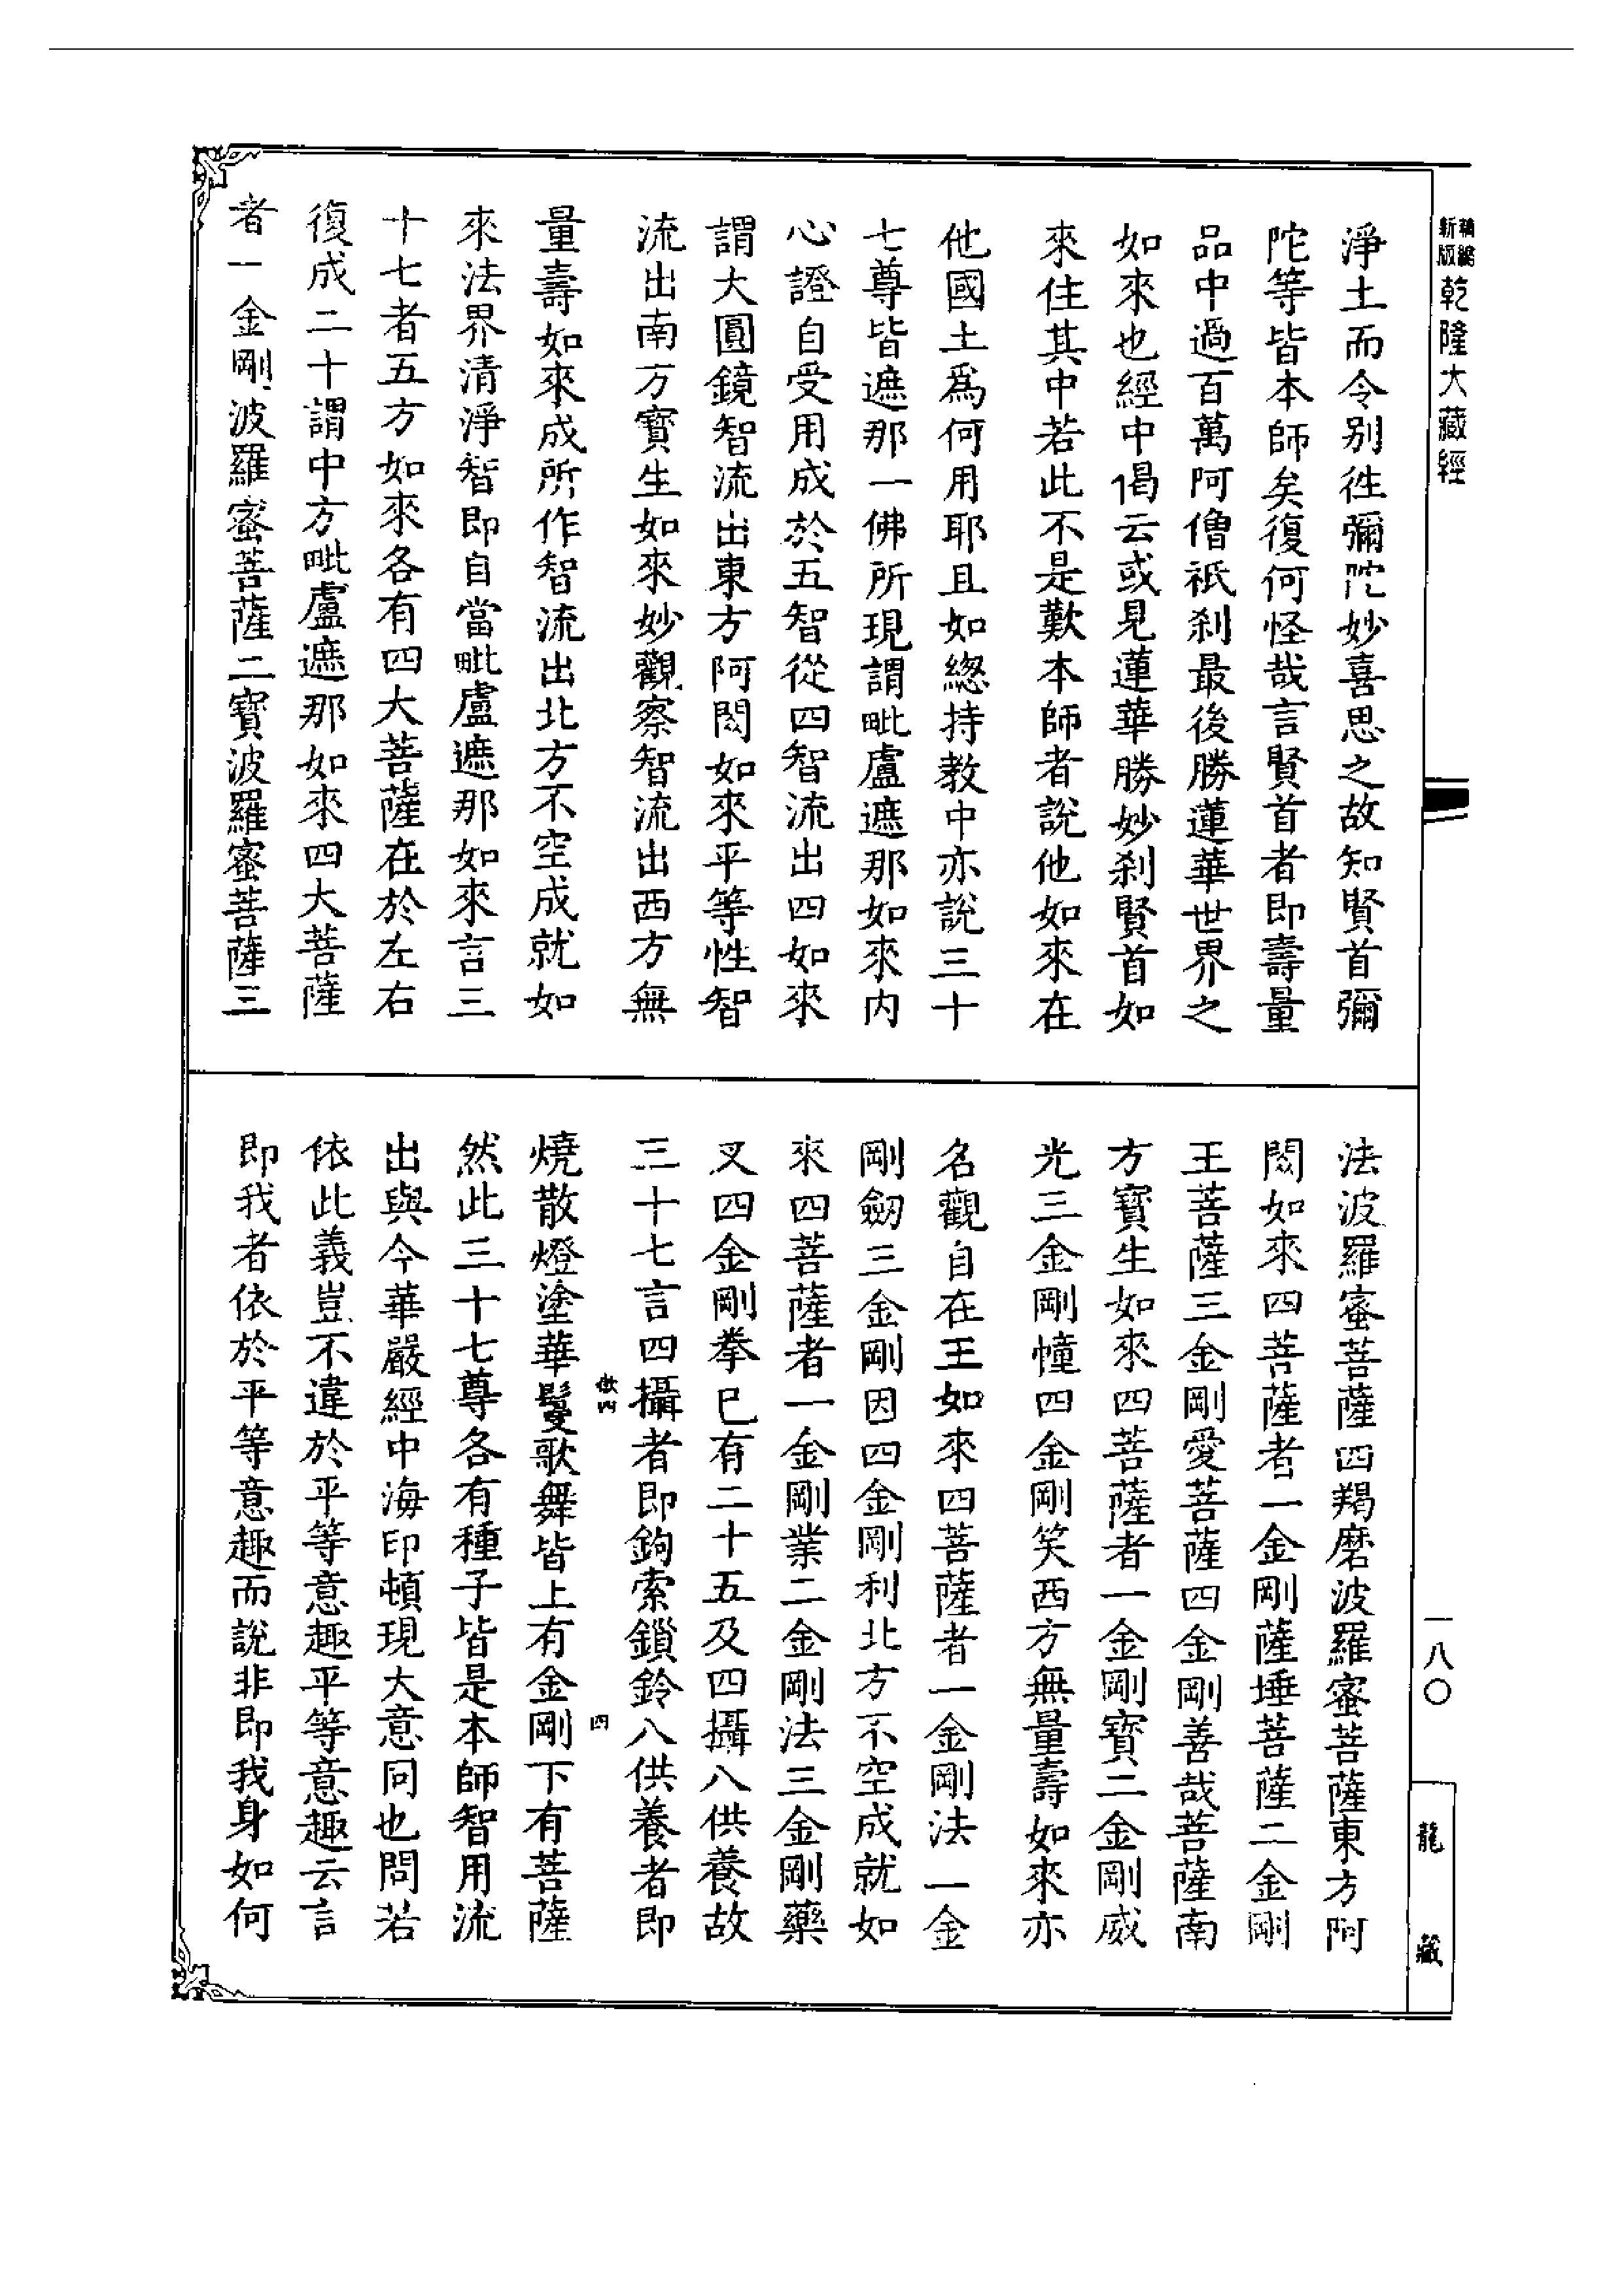 新編縮版乾隆大藏經
淨土而令別徃彌陀妙喜思之故知賢首彌
陀等皆本師矣復何怪哉言賢首者即壽量
品中過百萬阿僧祇剎最後勝蓮華世界之
如來也經中偈云或見蓮華勝妙剎賢首如
來住其中若此不是歎本師者說他如來在
他國土爲何用耶且如緫持教中亦說三十
七尊皆遮那一佛所現謂毗盧遮那如來内
心證自受用成於五智從四智流出四如來
謂大圓鏡智流出東方阿閦如來平等性智
流出南方寳生如來妙觀察智流出西方無
量壽如來成所作智流出北方不空成就如
來法界清淨智即自當毗盧遮那如來言三
十七者五方如來各有四大菩薩在於左右
復成二十謂中方毗盧遮那如來四大菩薩
者一金剛波羅蜜菩薩二寳波羅蜜菩薩三
法波羅蜜菩薩四羯磨波羅蜜菩薩東方阿
閦如來四菩薩者一金剛薩埵菩薩二金剛
王菩薩三金剛愛菩薩四金剛善哉菩薩南
方寳生如來四菩薩者一金剛寳二金剛威
光三金剛幢四金剛笑西方無量壽如來亦
名觀自在王如來四菩薩者一金剛法一金
剛劒三金剛因四金剛利北方不空成就如
來四菩薩者一金剛業二金剛法三金剛藥
叉四金剛拳巳有二十五及四攝八供養故
三十七言四攝者即鉤索鎖鈴八供養者即
四
燒散燈塗華鬘歌舞皆上有金剛下有菩薩
然此三十七尊各有種子皆是本師智用流
出與今華嚴經中海印頓現大意同也問若
依此義豈不違於平等意趣平等意趣云言
即我者依於平等意趣而說非即我身如何
一八〇
龍藏